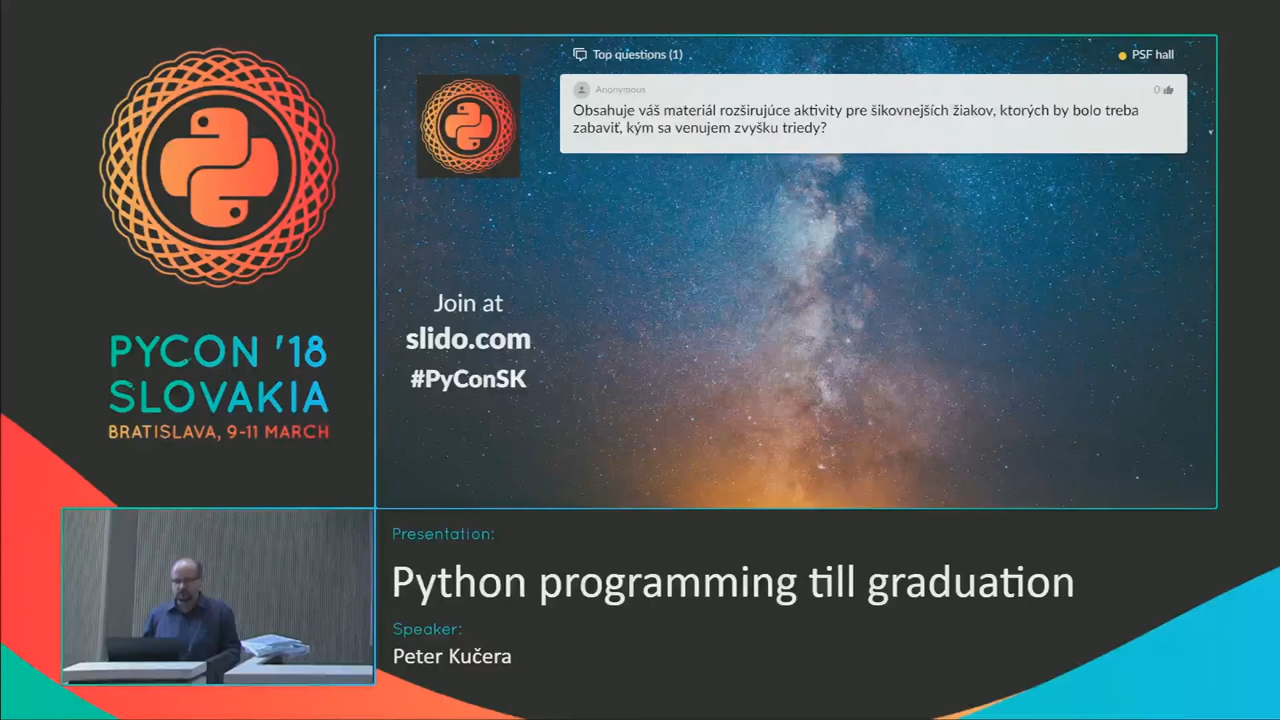 Top questions (1)
PSF hall
Anonymous
0
Obsahuje váš materiál rozširujúce aktivity pre šikovnejších žiakov, ktorých by bolo treba
zabaviť, kým sa venujem zvyšku triedy?
Join at
slido.com
#PyConSK
PYCON '18
SLOVAKIA
BRATISLAVA, 9-11 MARCH
Presentation:
Python programming till graduation
Speaker:
Peter Kučera